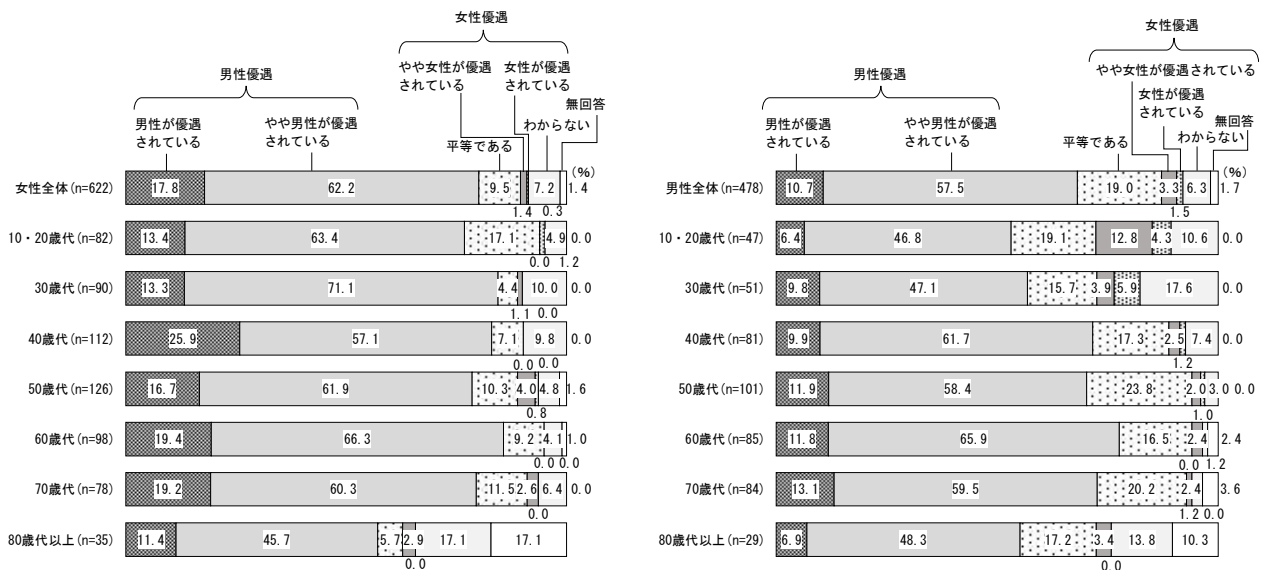 女性優遇
やや女性が優遇
されている
女性が優遇
されている
男性優遇
無回答
わからない
男性が優遇
されている
やや男性が優遇
されている
平等である
(%)
女性全体(n=622) 17.8 62.2 9.5 7.2 1.4
1.4 0.3
10・20歳代(n=82) 13.4 63.4 17.1 4.9 0.0
0.0 1.2
30歳代(n=90) 13.3 71.1 4.4 10.0 0.0
1.1 0.0
40歳代(n=112) 25.9 57.1 7.1 9.8 0.0
0.0 0.0
50歳代(n=126) 16.7 61.9 10.3 4.0 4.8 1.6
0.8
60歳代(n=98) 19.4 66.3 9.2 4.1 1.0
0.0 0.0
70歳代(n=78) 19.2 60.3 11.5 2.6 6.4 0.0
0.0
80歳代以上(n=35) 11.4 45.7 5.7 2.9 17.1 17.1
0.0
女性優遇
やや女性が優遇されている
男性優遇
女性が優遇
されている
無回答
わからない
男性が優遇
されている
やや男性が優遇
されている
平等である
(%)
男性全体(n=478) 10.7 57.5 19.0 3.3 6.3 1.7
1.5
10・20歳代(n=47) 6.4 46.8 19.1 12.8 4.3 10.6 0.0
30歳代(n=51) 9.8 47.1 15.7 3.9 5.9 17.6 0.0
40歳代(n=81) 9.9 61.7 17.3 2.5 7.4 0.0
1.2
50歳代(n=101) 11.9 58.4 23.8 2.0 3.0 0.0
1.0
60歳代(n=85) 11.8 65.9 16.5 2.4 2.4
0.0 1.2
70歳代(n=84) 13.1 59.5 20.2 2.4 3.6
1.2 0.0
80歳代以上(n=29) 6.9 48.3 17.2 3.4 13.8 10.3
0.0